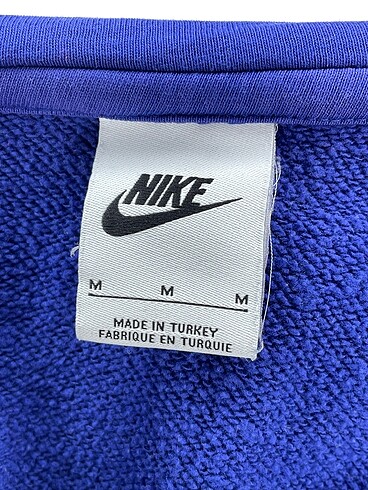 NIKE
M M M
MADE IN TURKEY
FABRIQUE EN TURQUIE